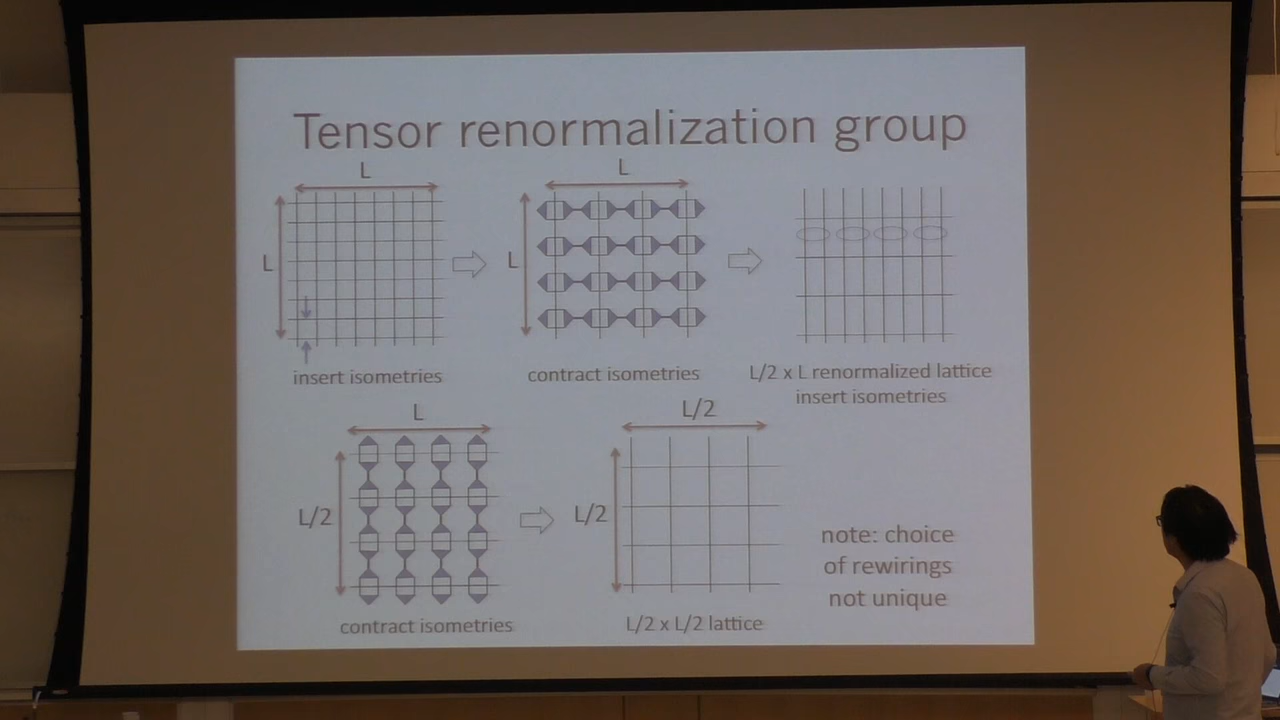 Tensor renormalization group
L
L
L
L
insert isometries
contract isometries
L/2 x L renormalized lattice
insert isometries
L
L/2
L/2
L/2
contract isometries
L/2 x L/2 lattice
note: choice
of rewirings
not unique